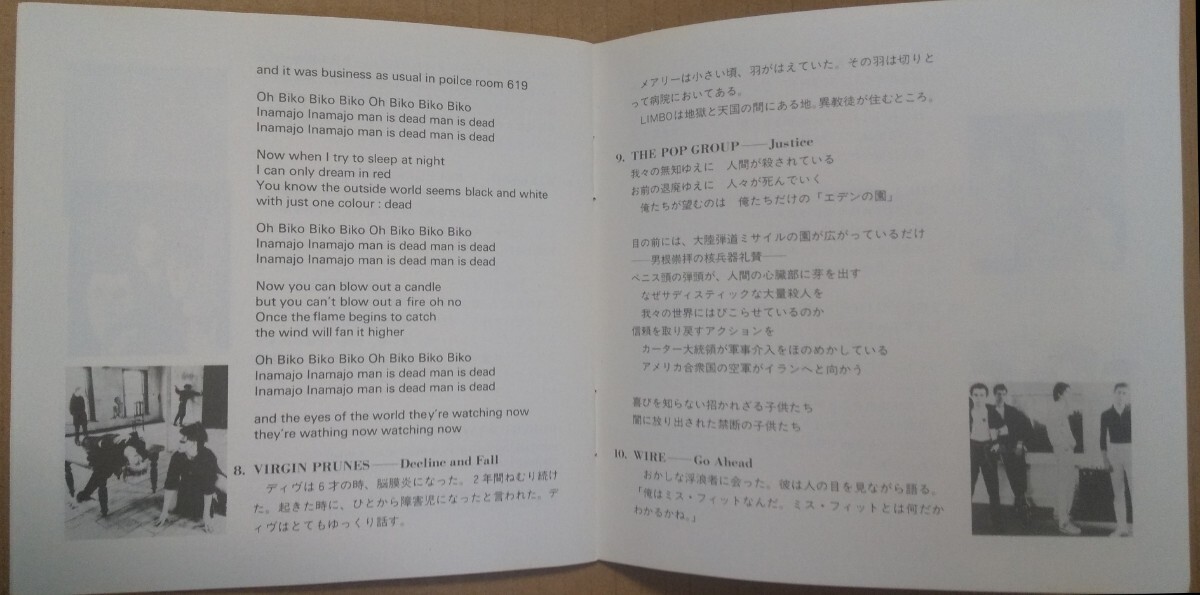 and it was business as usual in poilce room 619
Oh Biko Biko Biko Oh Biko Biko Biko
Inamajo Inamajo man is dead man is dead
Inamajo Inamajo man is dead man is dead
Now when I try to sleep at night
I can only dream in red
You know the outside world seems black and white
with just one colour : dead
Oh Biko Biko Biko Oh Biko Biko Biko
Inamajo Inamajo man is dead man is dead
Inamajo Inamajo man is dead man is dead
Now you can blow out a candle
but you can't blow out a fire oh no
Once the flame begins to catch
the wind will fan it higher
Oh Biko Biko Biko Oh Biko Biko Biko
Inamajo Inamajo man is dead man is dead
Inamajo Inamajo man is dead man is dead
and the eyes of the world they're watching now
they're wathing now watching now
8. VIRGIN PRUNES——Deeline and Fall
ディヴは6才の時、脳膜炎になった。2年間ねむり続け
た。起きた時に、ひとから障害児になったと言われた。デ
ィヴはとてもゆっくり話す。
メアリーは小さい頃、羽がはえていた。その羽は切りと
って病院においてある。
LIMBOは地獄と天国の間にある地。異教徒が住むところ。
9. THE POP GROUP——Justice
我々の無知ゆえに 人間が殺されている
お前の退廃ゆえに 人々が死んでいく
俺たちが望むのは 俺たちだけの「エデンの園」
目の前には、大陸弾道ミサイルの園が広がっているだけ
——男根崇拝の核兵器礼賛——
ペニス頭の弾頭が、人間の心臓部に芽を出す
なぜサディスティックな大量殺人を
我々の世界にはびこらせているのか
信頼を取り戻すアクションを
カーター大統領が軍事介入をほのめかしている
アメリカ合衆国の空軍がイランへと向かう
喜びを知らない招かれざる子供たち
闇に放り出された禁断の子供たち
10. WIRE——Go Ahead
おかしな浮浪者に会った。彼は人の目を見ながら語る。
「俺はミス・フィットなんだ。ミス・フィットとは何だか
わかるかね。」